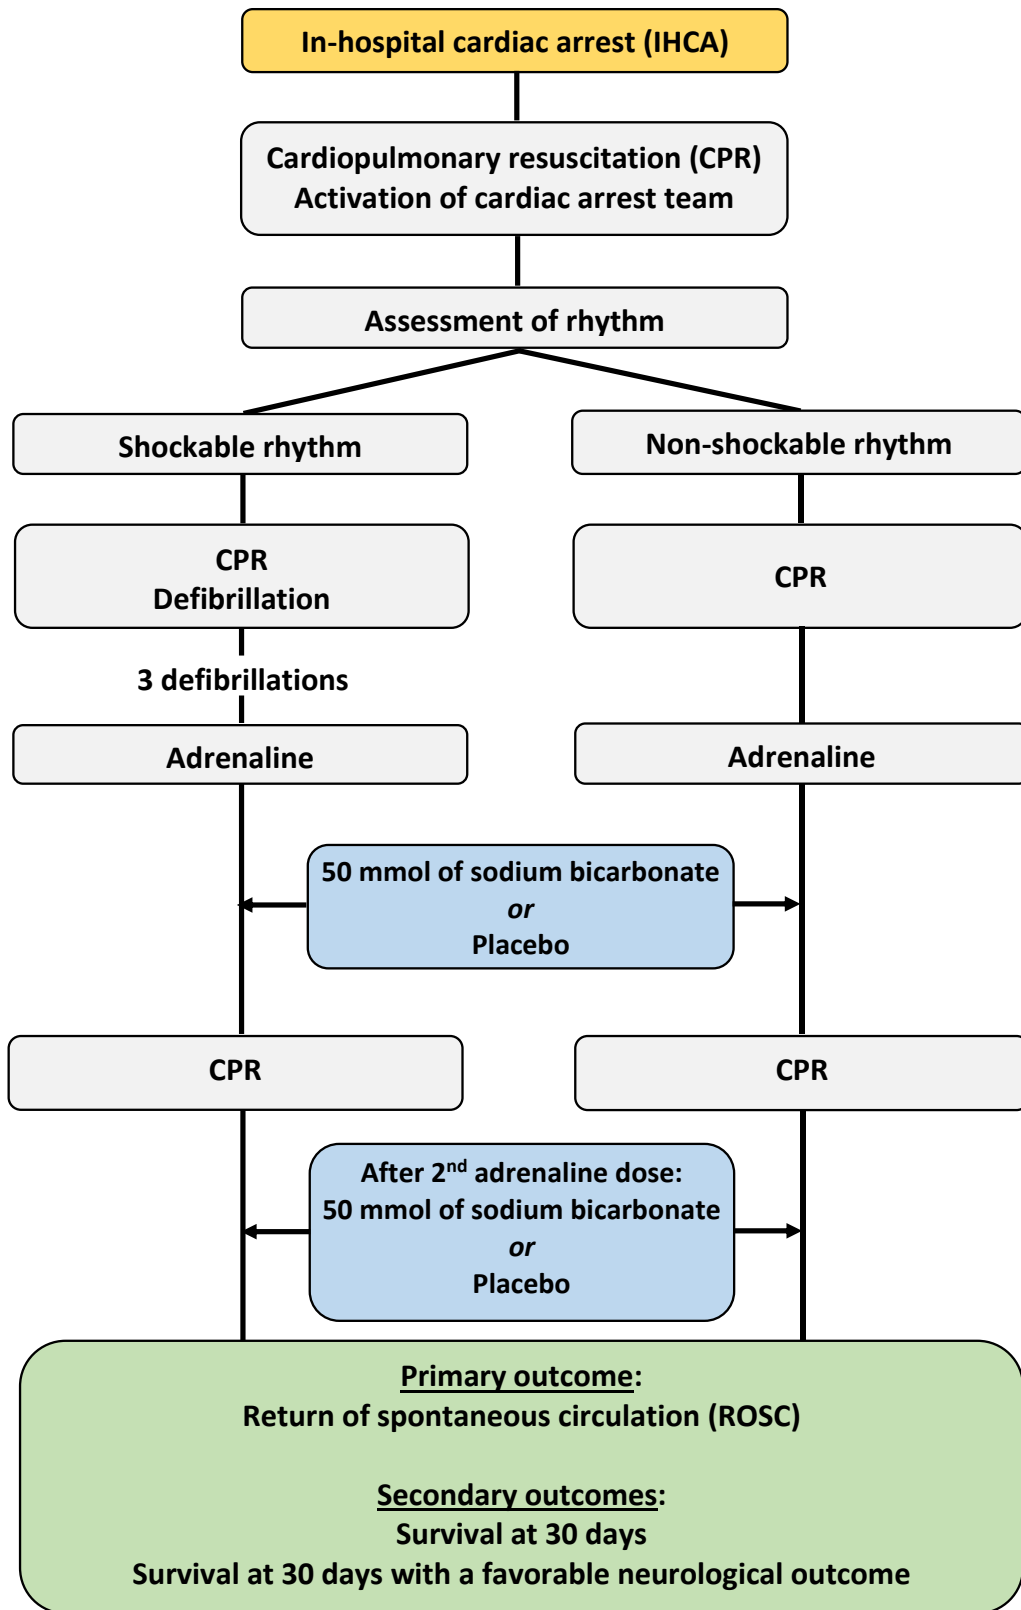 In-hospital cardiac arrest (IHCA)
Cardiopulmonary resuscitation (CPR)
Activation of cardiac arrest team
Assessment of rhythm
Shockable rhythm
Non-shockable rhythm
CPR
Defibrillation
CPR
3 defibrillations
Adrenaline
Adrenaline
50 mmol of sodium bicarbonate
or
Placebo
CPR
CPR
After 2nd adrenaline dose:
50 mmol of sodium bicarbonate
or
Placebo
Primary outcome:
Return of spontaneous circulation (ROSC)
Secondary outcomes:
Survival at 30 days
Survival at 30 days with a favorable neurological outcome